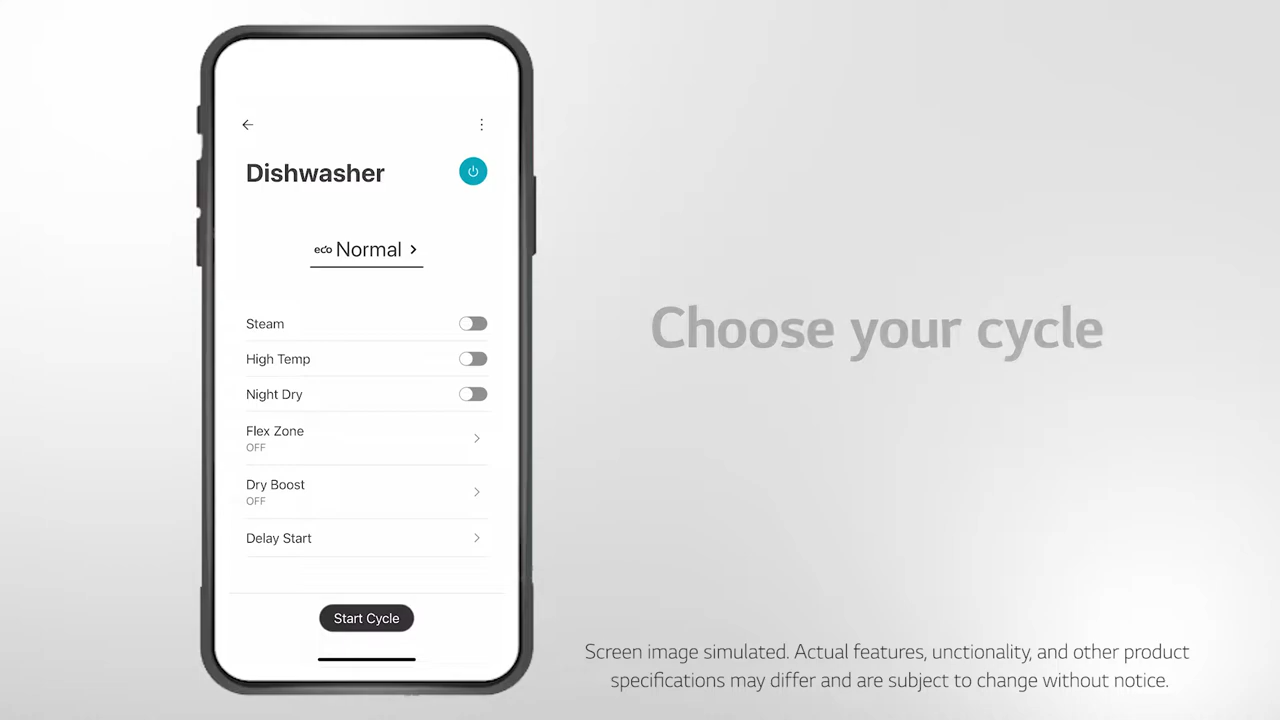 Dishwasher
eco Normal
Steam
High Temp
Night Dry
Flex Zone
OFF
Dry Boost
OFF
Delay Start
Start Cycle
Choose your cycle
Screen image simulated. Actual features, unctionality, and other product
specifications may differ and are subject to change without notice.